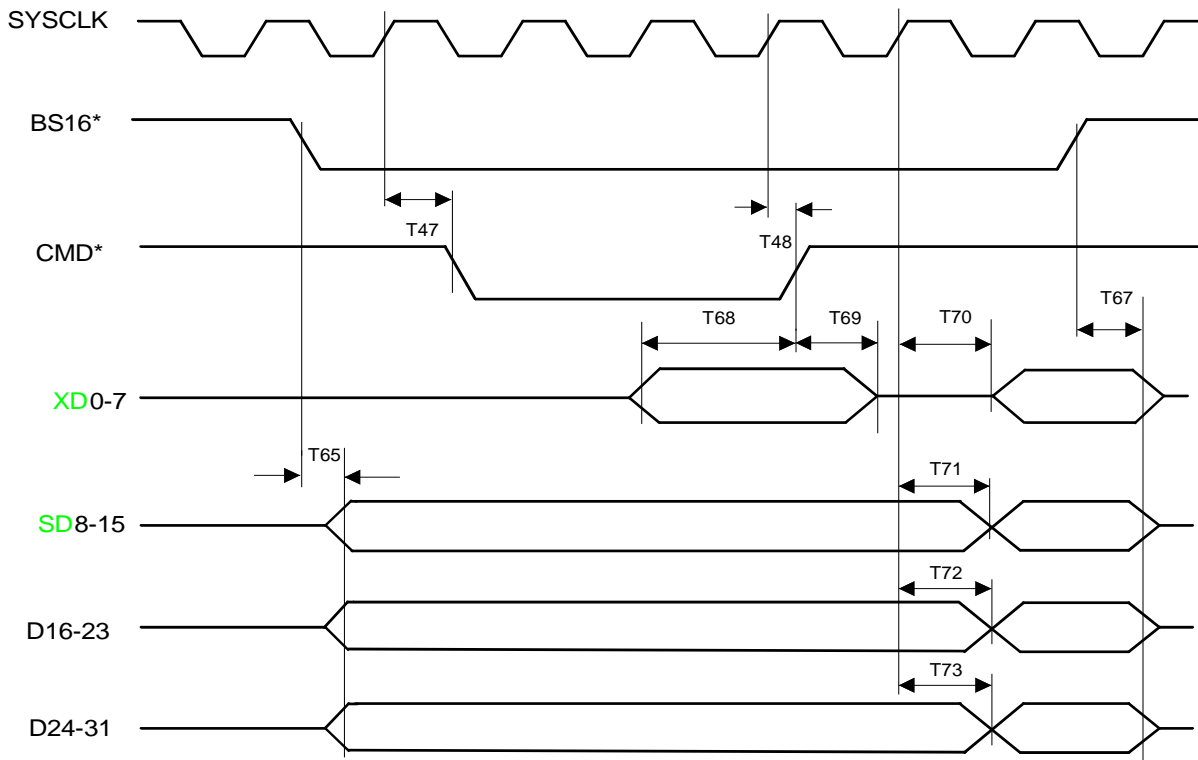 SYSCLK
BS16*
T47
T48
CMD*
T67
T68
T69
T70
XD0-7
T65
T71
SD8-15
T72
D16-23
T73
D24-31